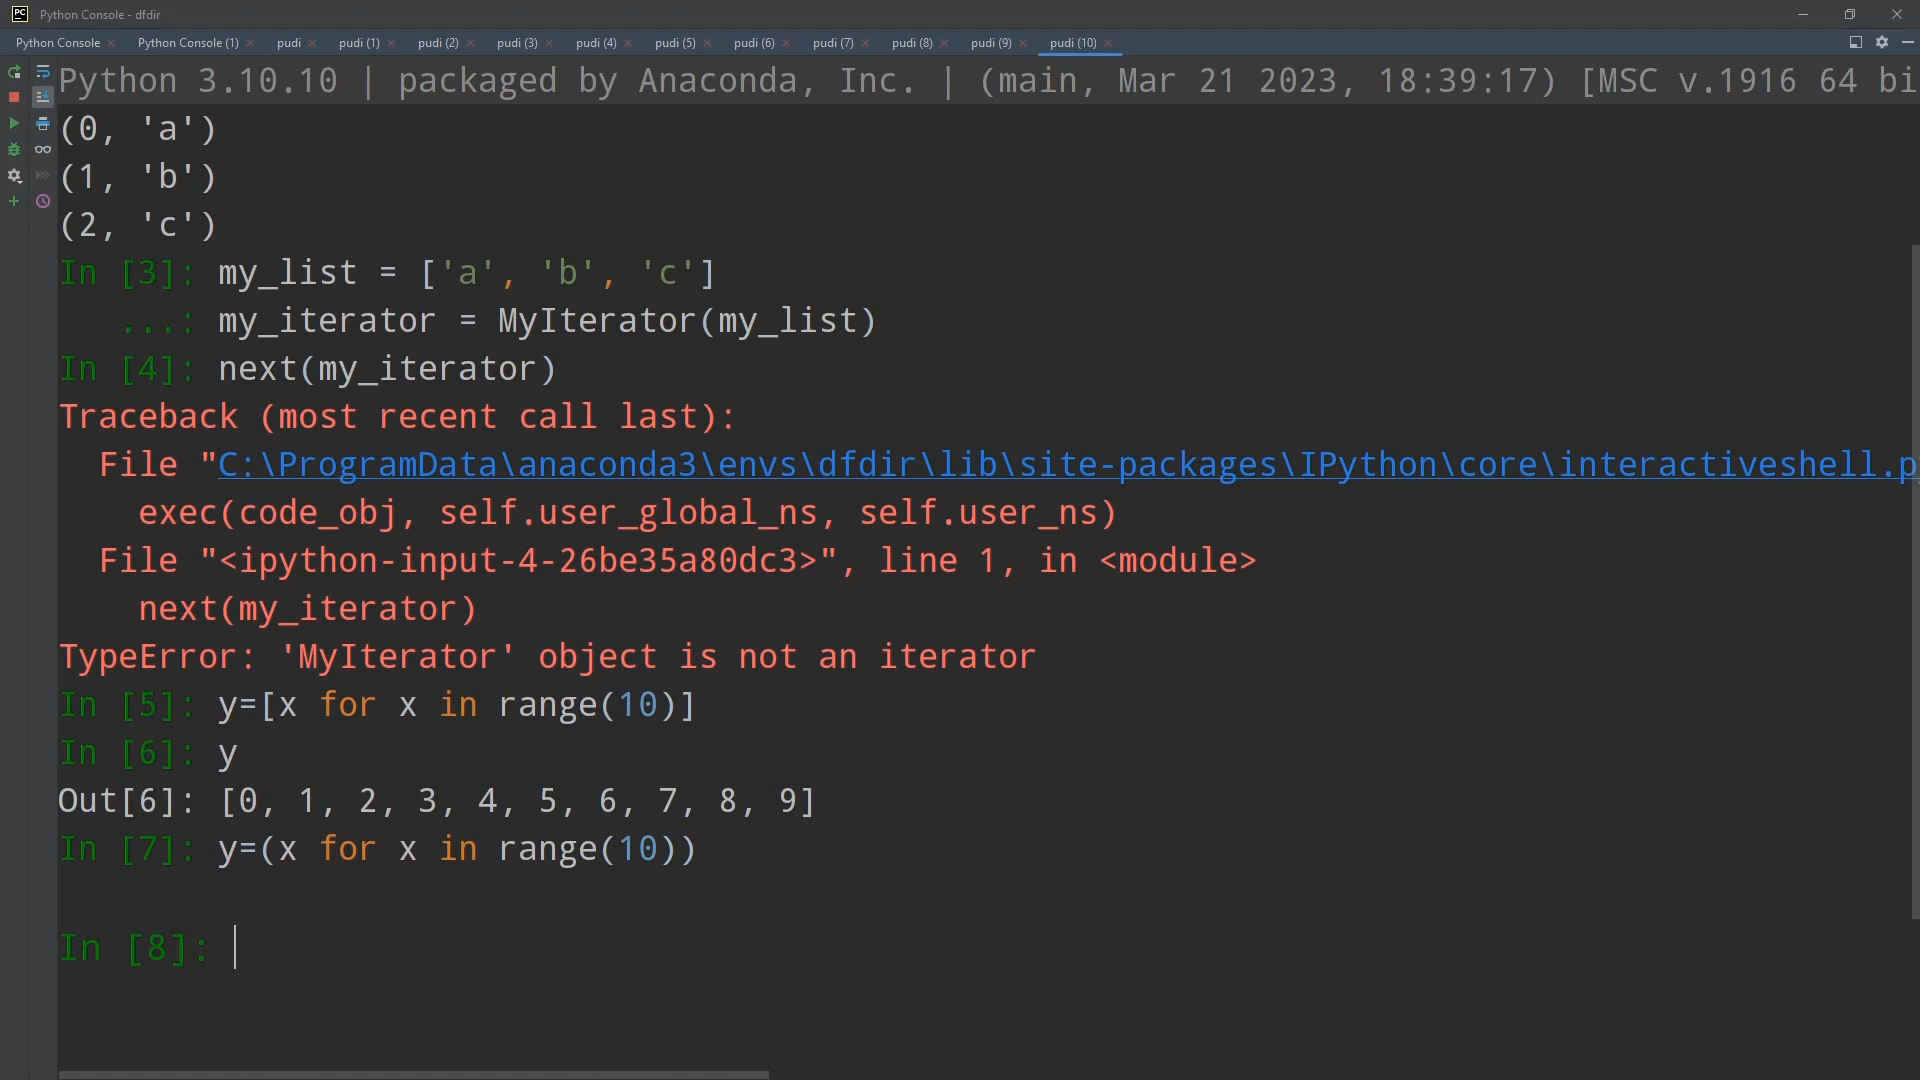 Python Console - dfdir
Python Console Python Console (1) pudi pudi (1) pudi (2) pudi (3) pudi (4) pudi (5) pudi (6) pudi (7) pudi (8) pudi (9) pudi (10)
Python 3.10.10 | packaged by Anaconda, Inc. | (main, Mar 21 2023, 18:39:17) [MSC v.1916 64 bi
(0, 'a')
(1, 'b')
(2, 'c')
In [3]: my_list = ['a', 'b', 'c']
...: my_iterator = MyIterator(my_list)
In [4]: next(my_iterator)
Traceback (most recent call last):
File "C:\ProgramData\anaconda3\envs\dfdir\lib\site-packages\IPython\core\interactiveshell.py
exec(code_obj, self.user_global_ns, self.user_ns)
File "<ipython-input-4-26be35a80dc3>", line 1, in <module>
next(my_iterator)
TypeError: 'MyIterator' object is not an iterator
In [5]: y=[x for x in range(10)]
In [6]: y
Out[6]: [0, 1, 2, 3, 4, 5, 6, 7, 8, 9]
In [7]: y=(x for x in range(10))
In [8]: